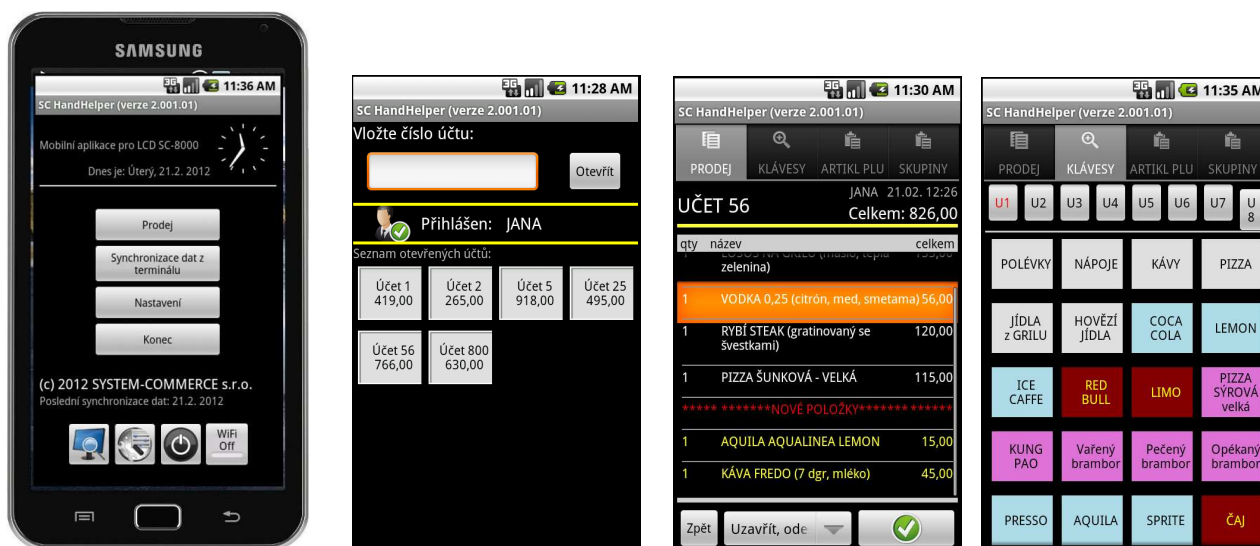 SAMSUNG
3G 11:36 AM
SC HandHelper (verze 2.001.01)
Mobilní aplikace pro LCD SC-8000
Dnes je: Úterý, 21.2. 2012
Prodej
Synchronizace dat z
terminálu
Nastavení
Konec
(c) 2012 SYSTEM-COMMERCE s.r.o.
Poslední synchronizace dat: 21.2. 2012
WiFi
Off
3G 11:28 AM
SC HandHelper (verze 2.001.01)
Vložte číslo účtu:
Otevřít
Přihlášen: JANA
Seznam otevřených účtů:
Účet 1
419,00
Účet 2
265,00
Účet 5
918,00
Účet 25
495,00
Účet 56
766,00
Účet 800
630,00
3G 11:30 AM
SC HandHelper (verze 2.001.01)
PRODEJ KLÁVESY ARTIKL PLU SKUPINY
JANA 21.02. 12:26
UČET 56
Celkem: 826,00
qty název celkem
zelenina)
1 VODKA 0,25 (citrón, med, smetama) 56,00
1 RYBÍ STEAK (gratinovaný se 120,00
švestkami)
1 PIZZA ŠUNKOVÁ - VELKÁ 115,00
***** *******NOVÉ POLOŽKY******* ******
1 AQUILA AQUALINEA LEMON 15,00
1 KÁVA FREDO (7 dgr, mléko) 45,00
Zpět Uzavřít, ode
3G 11:35 AM
SC HandHelper (verze 2.001.01)
PRODEJ KLÁVESY ARTIKL PLU SKUPINY
U1 U2 U3 U4 U5 U6 U7 U
8
POLÉVKY NÁPOJE KÁVY PIZZA
JÍDLA
z GRILU
HOVĚZÍ
JÍDLA
COCA
COLA
LEMON
ICE
CAFFE
RED
BULL
LIMO
PIZZA
SÝROVÁ
velká
KUNG
PAO
Vařený
brambor
Pečený
brambor
Opékaný
brambor
PRESSO AQUILA SPRITE ČAJ